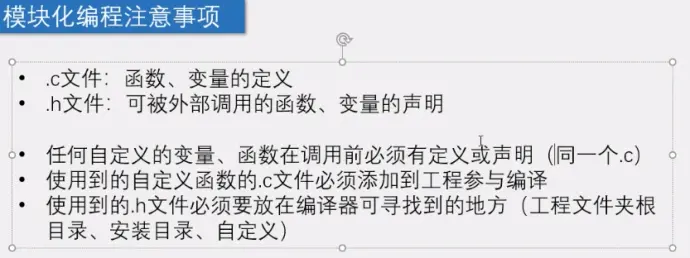 模块化编程注意事项
• .c文件：函数、变量的定义
• .h文件：可被外部调用的函数、变量的声明
• 任何自定义的变量、函数在调用前必须有定义或声明（同一个.c）
• 使用到的自定义函数的.c文件必须添加到工程参与编译
• 使用到的.h文件必须要放在编译器可寻找到的地方（工程文件夹根
目录、安装目录、自定义）